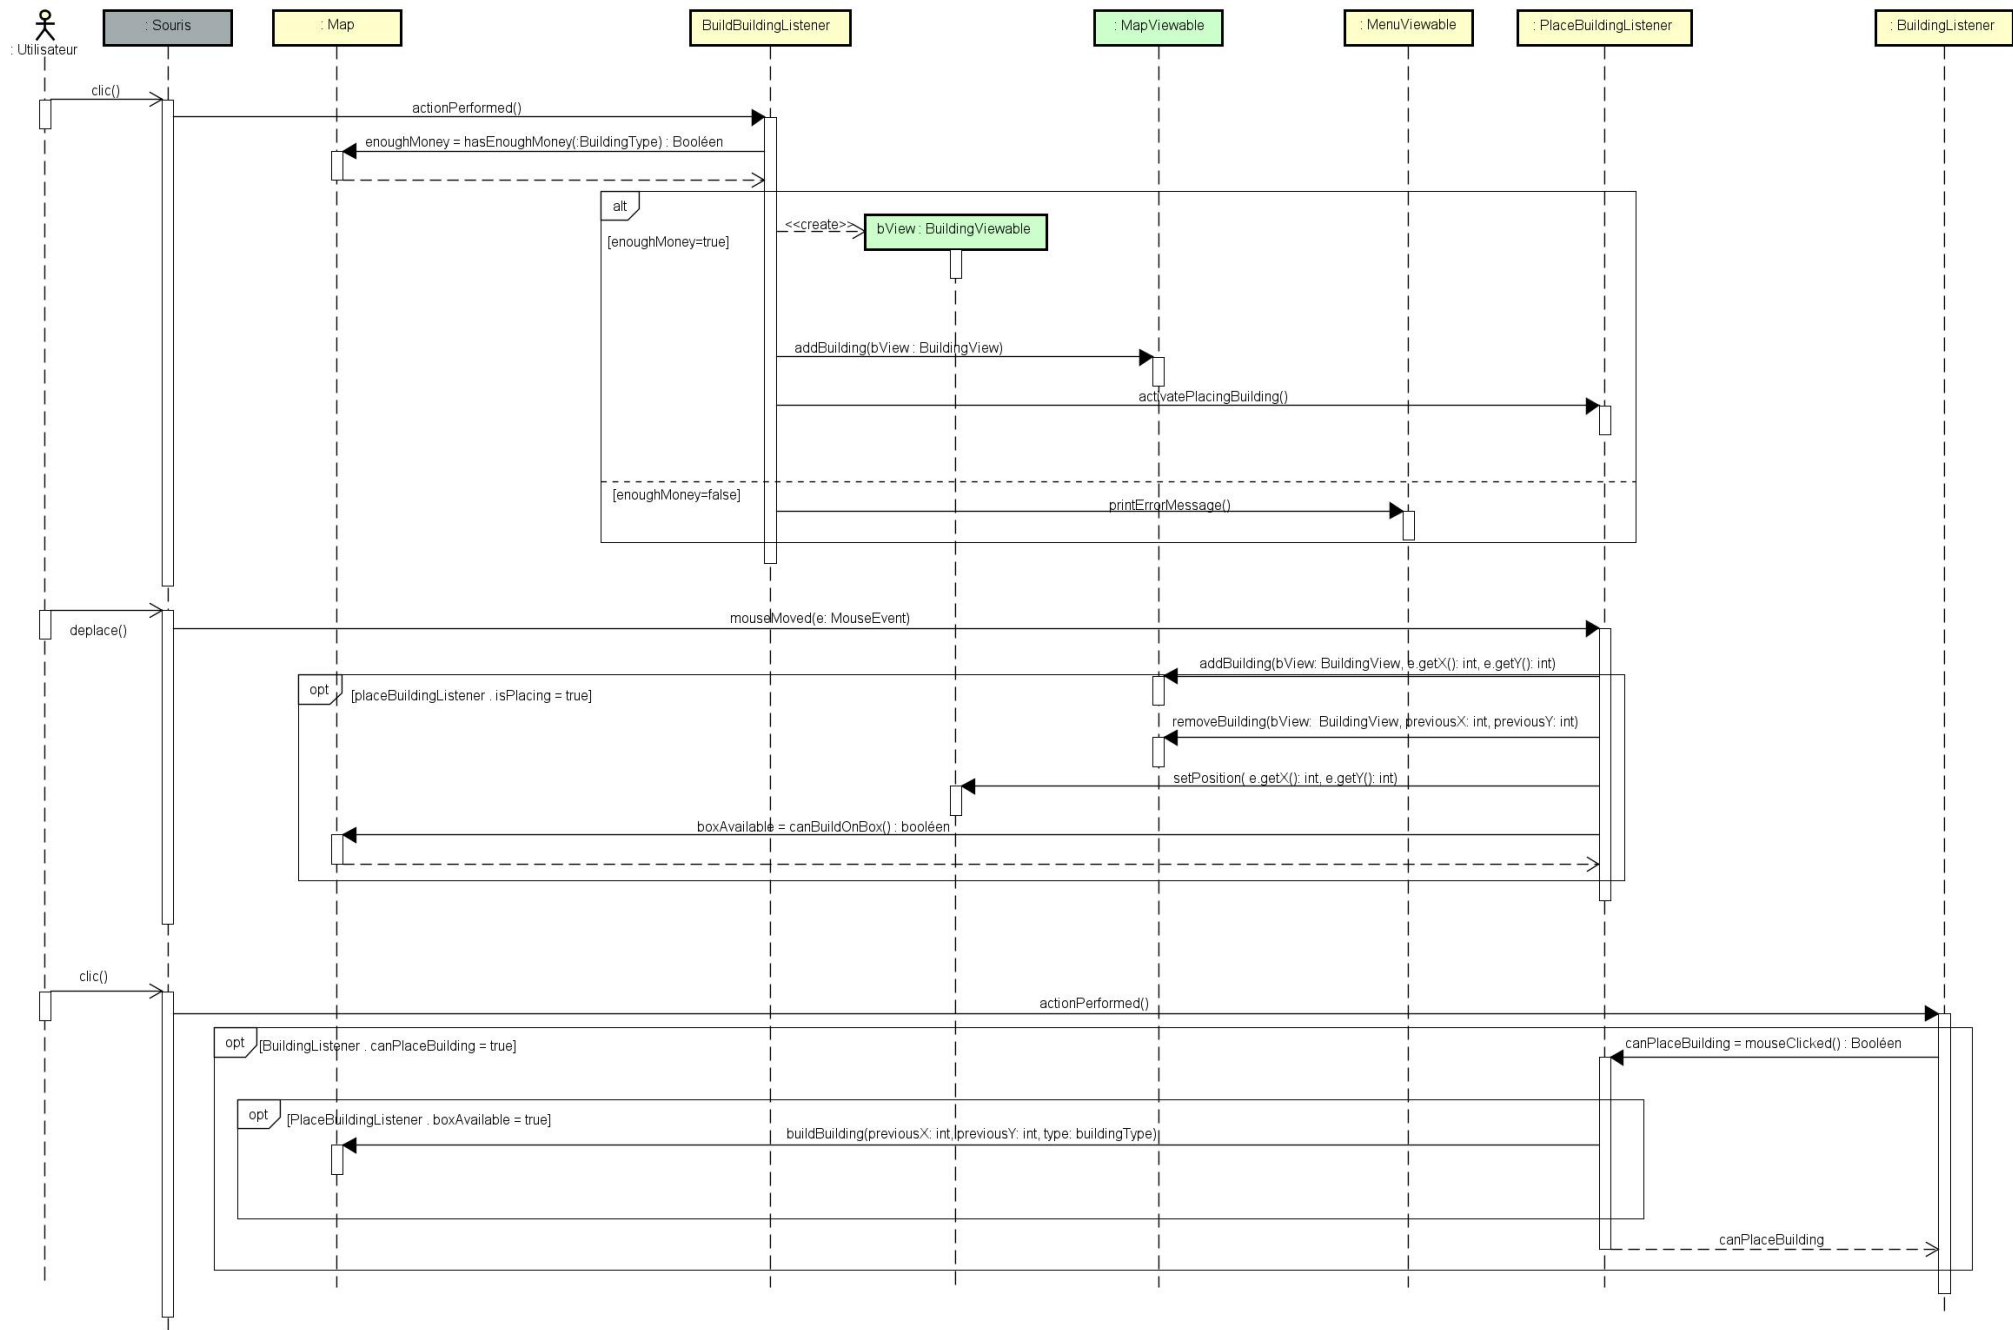 : Utilisateur
: Souris
: Map
BuildBuildingListener
: MapViewable
: MenuViewable
: PlaceBuildingListener
: BuildingListener
clic()
actionPerformed()
enoughMoney = hasEnoughMoney(:BuildingType) : Booléen
alt
[enoughMoney=true]
<<create>>
bView : BuildingViewable
addBuilding(bView : BuildingView)
activatePlacingBuilding()
[enoughMoney=false]
printErrorMessage()
deplace()
mouseMoved(e: MouseEvent)
addBuilding(bView: BuildingView, e.getX(): int, e.getY(): int)
opt
[placeBuildingListener . isPlacing = true]
removeBuilding(bView:  BuildingView, previousX: int, previousY: int)
setPosition( e.getX(): int, e.getY(): int)
boxAvailable = canBuildOnBox() : booléen
clic()
actionPerformed()
opt
[BuildingListener . canPlaceBuilding = true]
canPlaceBuilding = mouseClicked() : Booléen
opt
[PlaceBuildingListener . boxAvailable = true]
buildBuilding(previousX: int, previousY: int, type: buildingType)
canPlaceBuilding